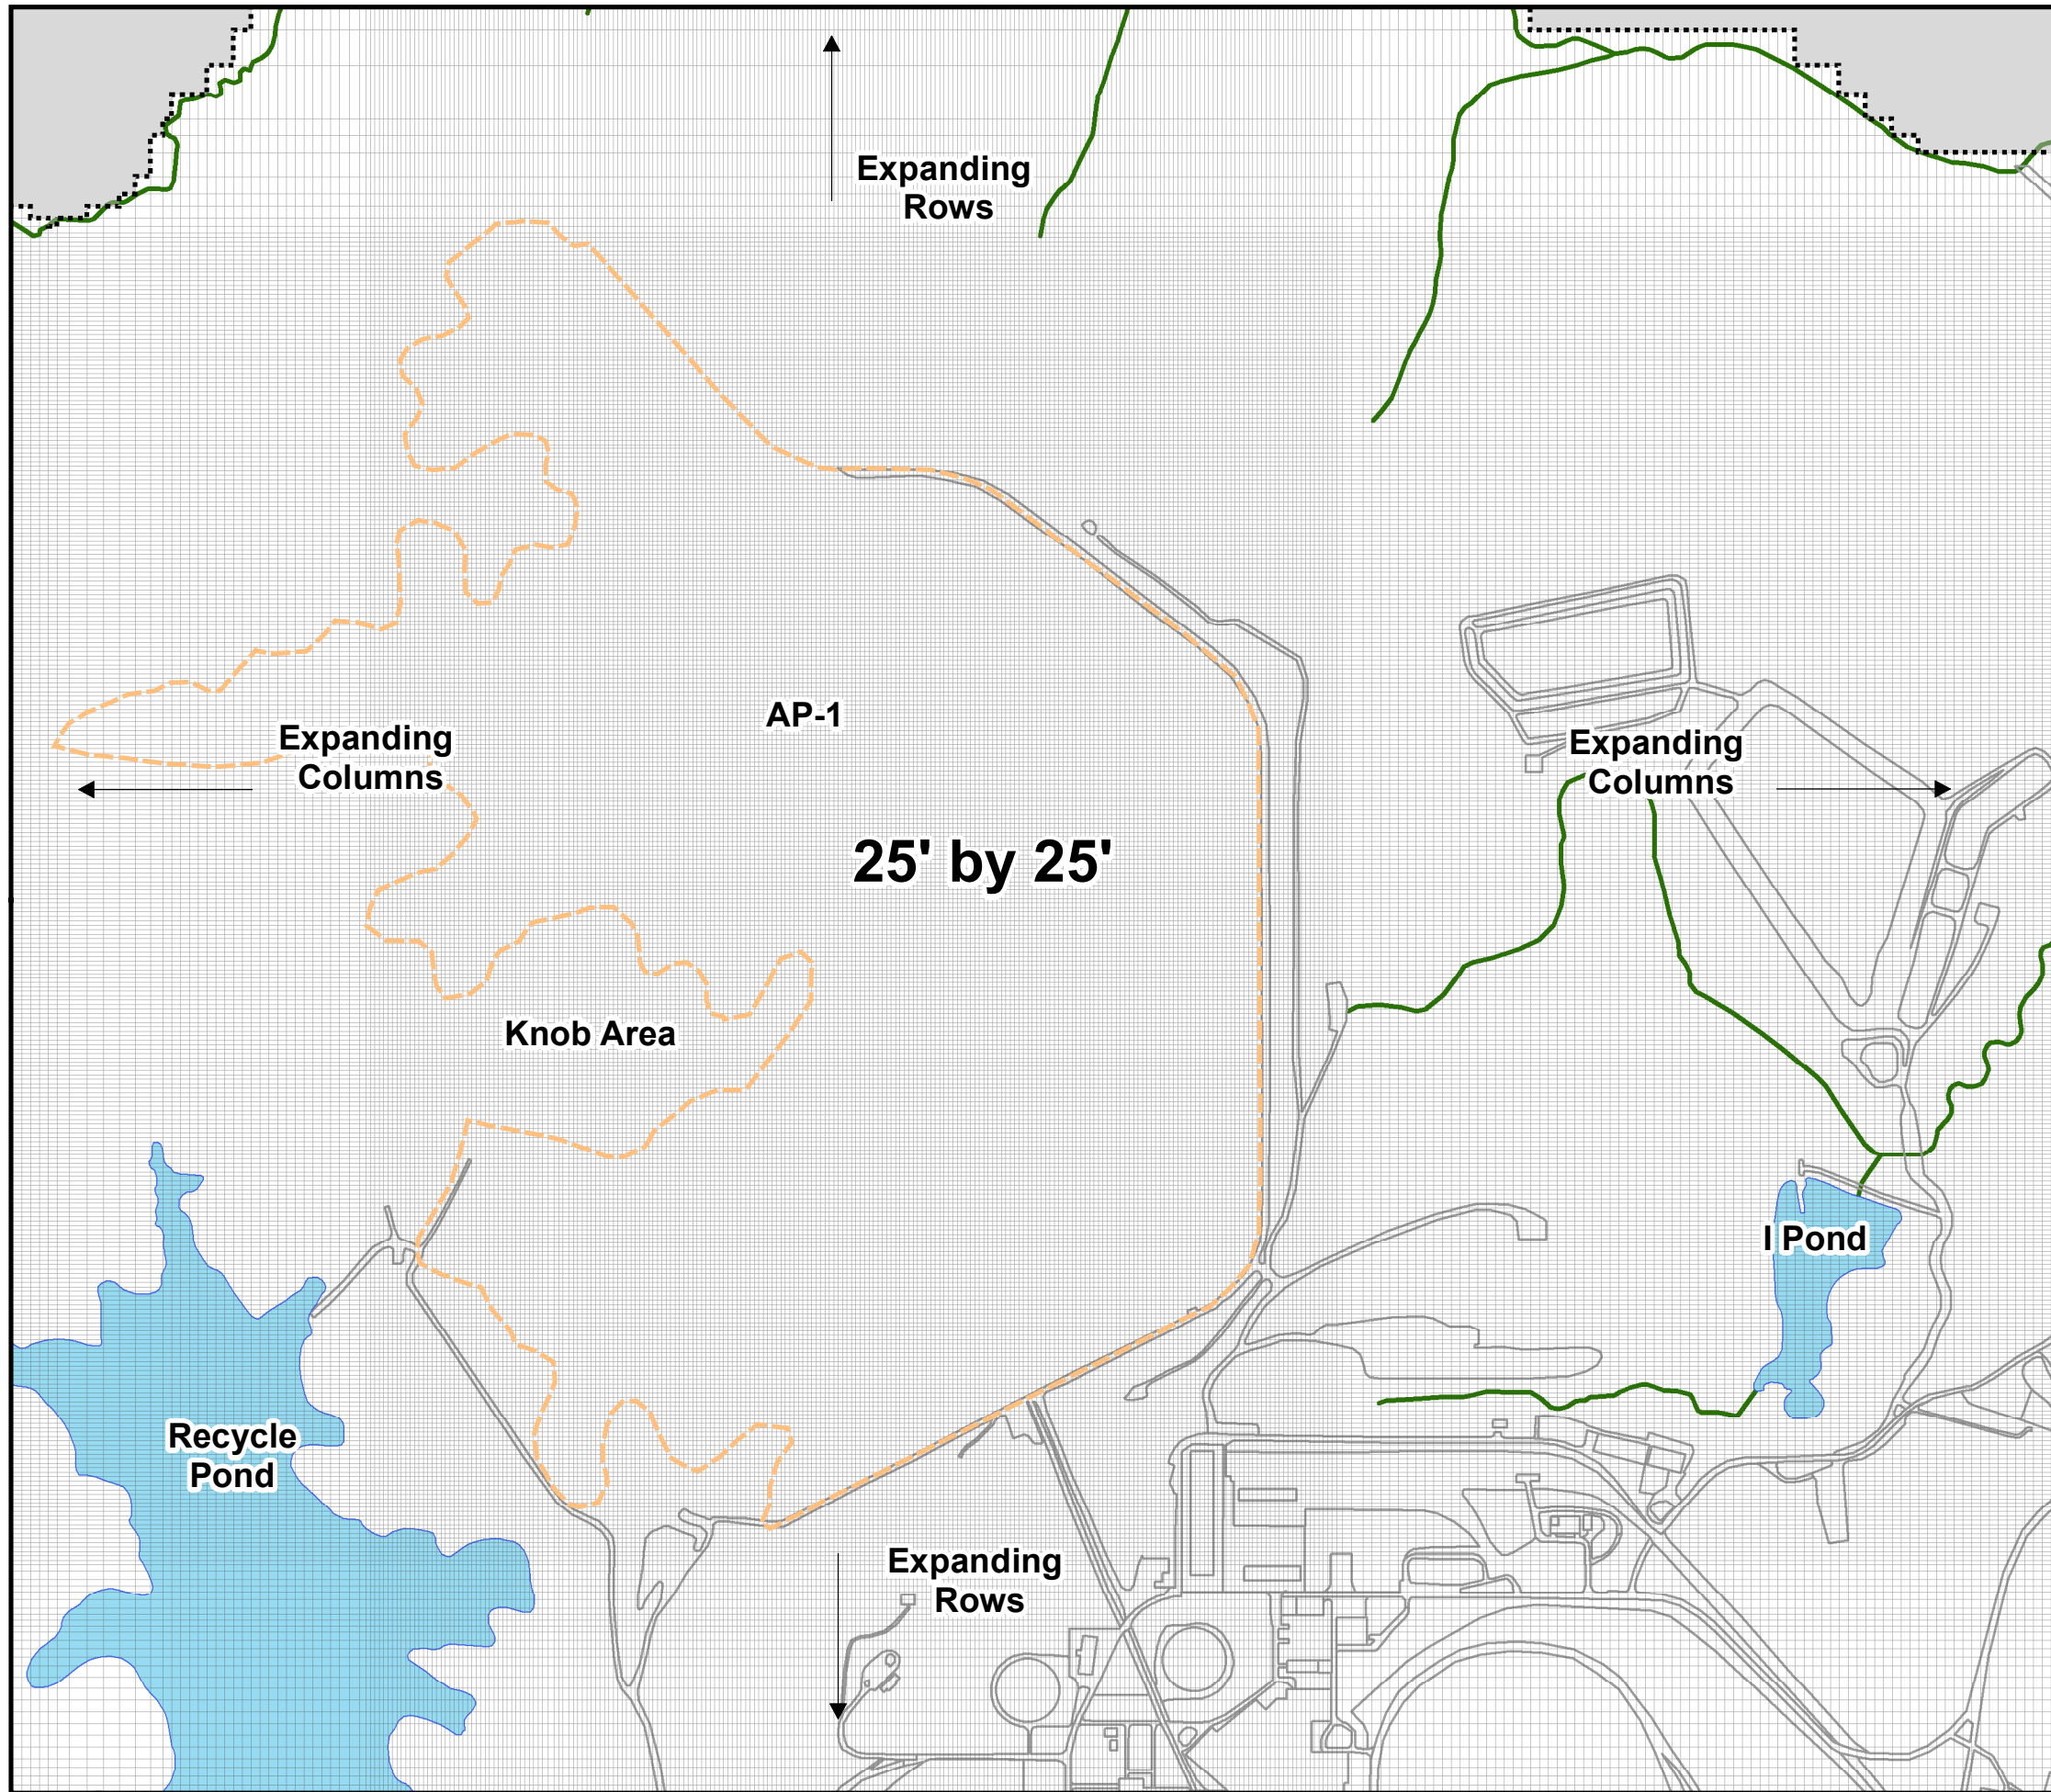 Expanding
Rows
AP-1
Expanding
Columns
Expanding
Columns
25' by 25'
Knob Area
I Pond
Recycle
Pond
Expanding
Rows